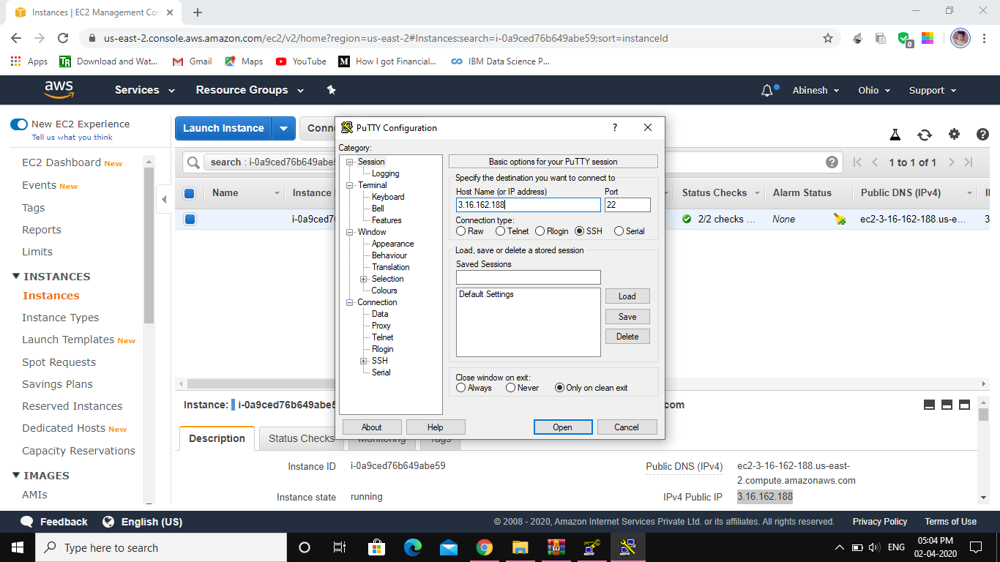 Instances | EC2 Management Con
us-east-2.console.aws.amazon.com/ec2/v2/home?region=us-east-2#Instances:search=i-0a9ced76b649abe59;sort=instanceId
0
Apps
TR Download and Wat...
Gmail
Maps
YouTube
M How I got Financial...
IBM Data Science P...
aws
Services
Resource Groups
Abinesh
Ohio
Support
New EC2 Experience
Tell us what you think
EC2 Dashboard New
Events New
Tags
Reports
Limits
INSTANCES
Instances
Instance Types
Launch Templates New
Spot Requests
Savings Plans
Reserved Instances
Dedicated Hosts New
Capacity Reservations
IMAGES
AMIs
Launch Instance
Conne
search : i-0a9ced76b649abe5
1 to 1 of 1
Name
Instance I
Status Checks
Alarm Status
Public DNS (IPv4)
i-0a9ced7
2/2 checks ...
None
ec2-3-16-162-188.us-e...
3
PuTTY Configuration
?
Category:
Session
Logging
Terminal
Keyboard
Bell
Features
Window
Appearance
Behaviour
Translation
Selection
Colours
Connection
Data
Proxy
Telnet
Rlogin
SSH
Serial
Basic options for your PuTTY session
Specify the destination you want to connect to
Host Name (or IP address)
Port
3.16.162.188
22
Connection type:
Raw
Telnet
Rlogin
SSH
Serial
Load, save or delete a stored session
Saved Sessions
Default Settings
Load
Save
Delete
Close window on exit:
Always
Never
Only on clean exit
About
Help
Open
Cancel
Instance:
i-0a9ced76b649abe5
com
Description
Status Checks
Monitoring
Tags
Instance ID
i-0a9ced76b649abe59
Public DNS (IPv4)
ec2-3-16-162-188.us-east-
2.compute.amazonaws.com
Instance state
running
IPv4 Public IP
3.16.162.188
Feedback
English (US)
© 2008 - 2020, Amazon Internet Services Private Ltd. or its affiliates. All rights reserved.
Privacy Policy
Terms of Use
Type here to search
ENG
05:04 PM
02-04-2020